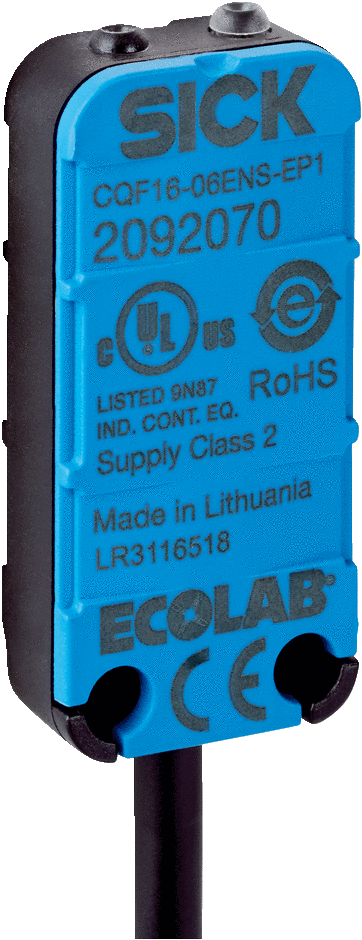 SICK
CQF16-06ENS-EP1
2092070
C UL US
e
LISTED 9N87
RoHS
IND. CONT. EQ.
Supply Class 2
Made in Lithuania
LR3116518
ECOLAB®
CE